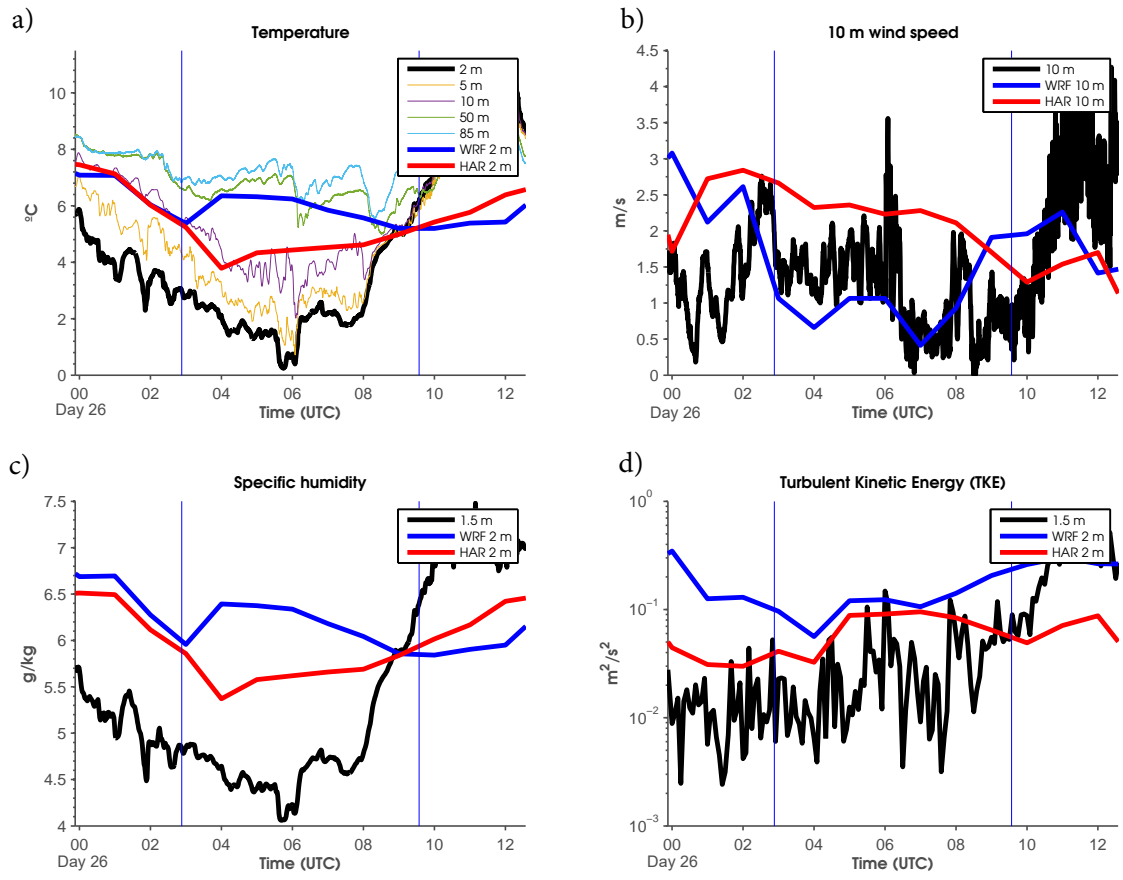 a)
Temperature
2 m
5 m
10 m
50 m
85 m
WRF 2 m
HAR 2 m
10
8
6
4
2
0
ºC
00 02 04 06 08 10 12
Day 26
Time (UTC)
b)
10 m wind speed
10 m
WRF 10 m
HAR 10 m
4.5
4
3.5
3
2.5
2
1.5
1
0.5
0
m/s
00 02 04 06 08 10 12
Day 26
Time (UTC)
c)
Specific humidity
1.5 m
WRF 2 m
HAR 2 m
7.5
7
6.5
6
5.5
5
4.5
4
g/kg
00 02 04 06 08 10 12
Day 26
Time (UTC)
d)
Turbulent Kinetic Energy (TKE)
1.5 m
WRF 2 m
HAR 2 m
10⁰
10⁻¹
10⁻²
10⁻³
m²/s²
00 02 04 06 08 10 12
Day 26
Time (UTC)